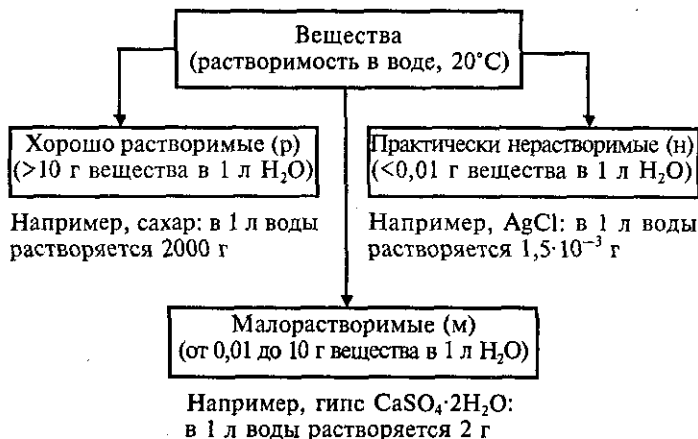 Вещества
(растворимость в воде, 20°C)
Хорошо растворимые (р)
(>10 г вещества в 1 л H₂O)
Например, сахар: в 1 л воды
растворяется 2000 г
Практически нерастворимые (н)
(<0,01 г вещества в 1 л H₂O)
Например, AgCl: в 1 л воды
растворяется 1,5·10⁻³ г
Малорастворимые (м)
(от 0,01 до 10 г вещества в 1 л H₂O)
Например, гипс CaSO₄·2H₂O:
в 1 л воды растворяется 2 г